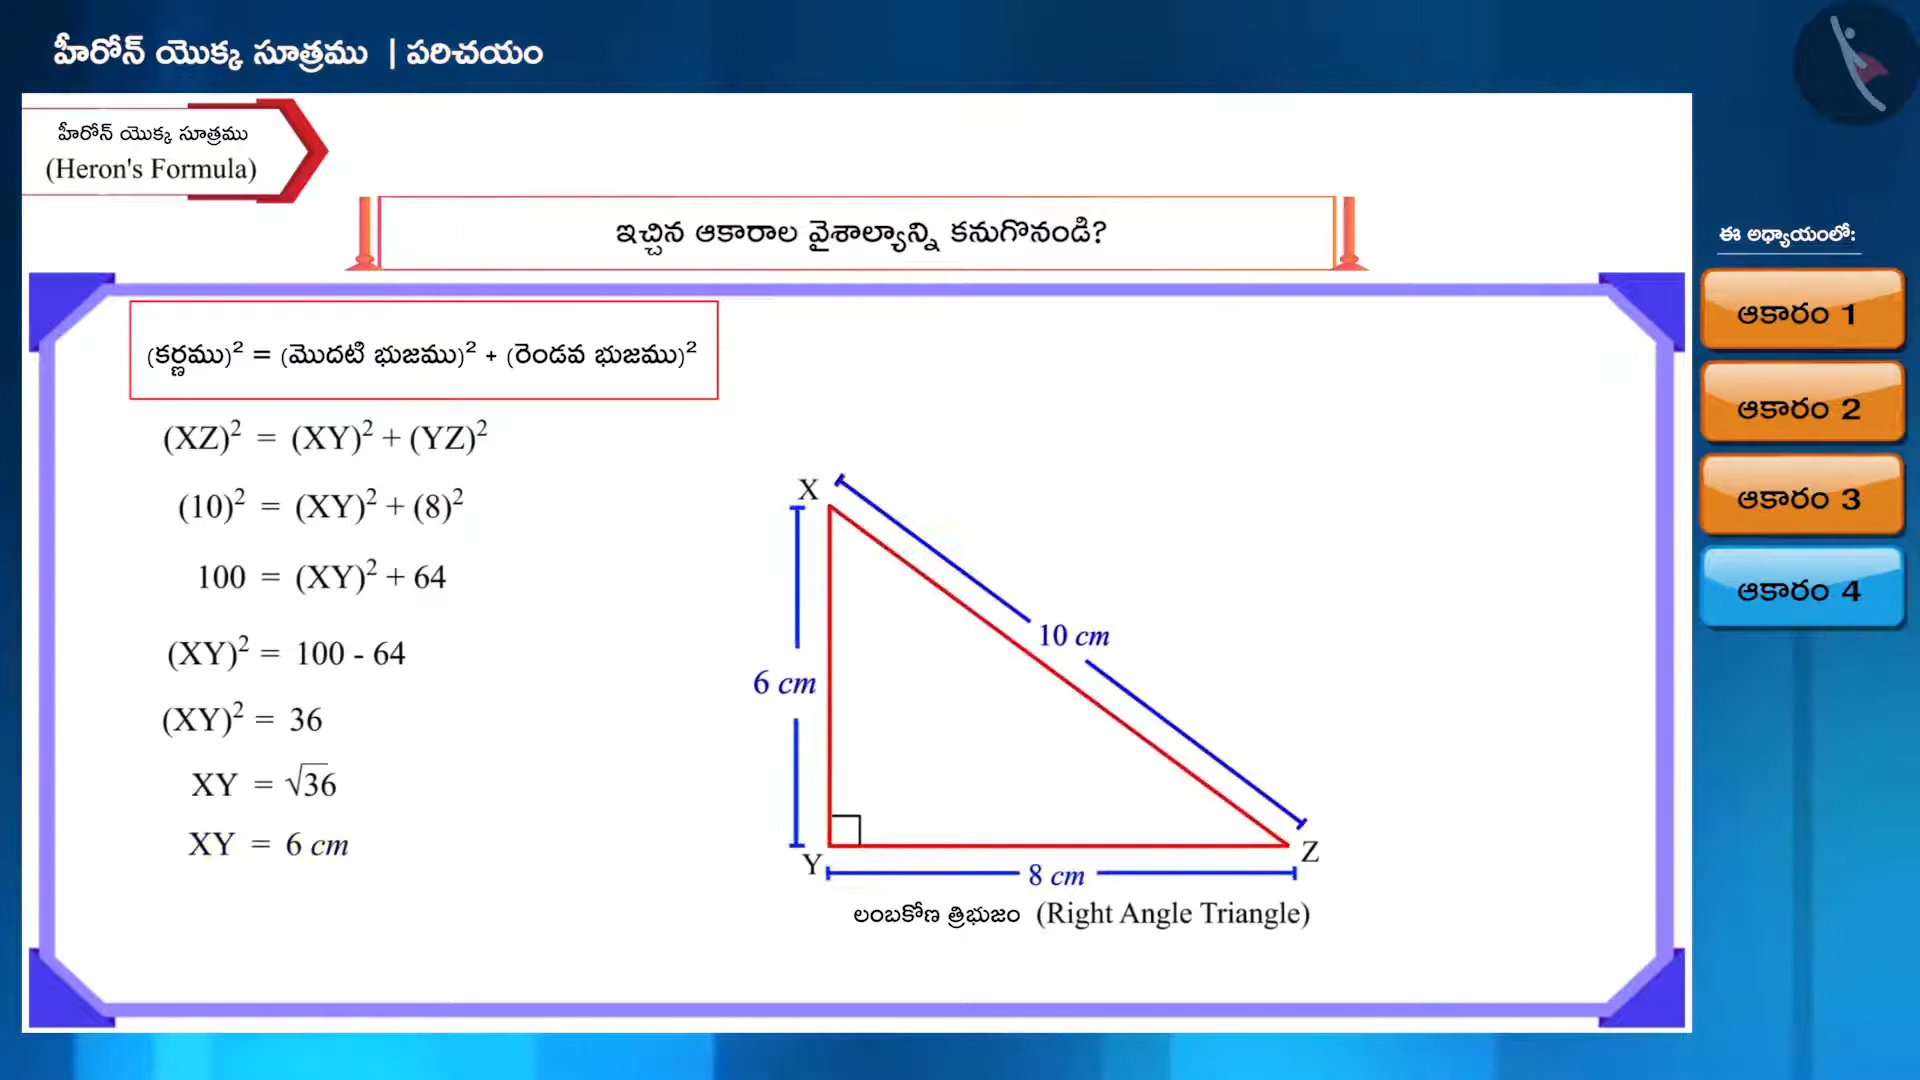 హీరోన్ యొక్క సూత్రము | పరిచయం
హీరోన్ యొక్క సూత్రము
(Heron's Formula)
ఇచ్చిన ఆకారాల వైశాల్యాన్ని కనుగొనండి?
(కర్ణము)² = (మొదటి భుజము)² + (రెండవ భుజము)²
(XZ)² = (XY)² + (YZ)²
(10)² = (XY)² + (8)²
100 = (XY)² + 64
(XY)² = 100 - 64
(XY)² = 36
XY = √36
XY = 6 cm
X
10 cm
6 cm
Y
Z
8 cm
లంబకోణ త్రిభుజం (Right Angle Triangle)
ఈ అధ్యాయంలో:
ఆకారం 1
ఆకారం 2
ఆకారం 3
ఆకారం 4